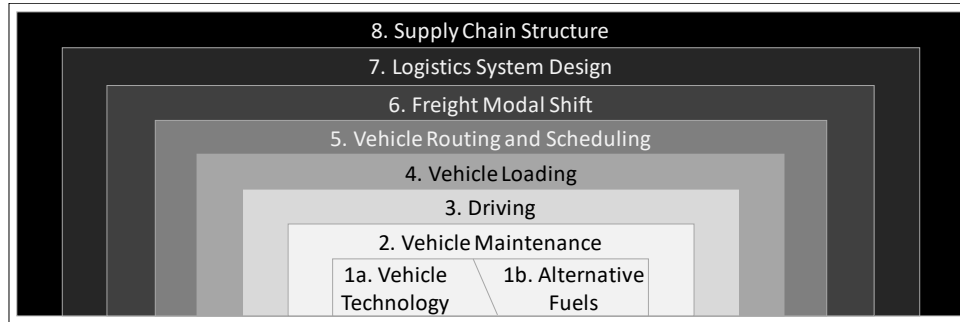 8. Supply Chain Structure
7. Logistics System Design
6. Freight Modal Shift
5. Vehicle Routing and Scheduling
4. Vehicle Loading
3. Driving
2. Vehicle Maintenance
1a. Vehicle
Technology
1b. Alternative
Fuels